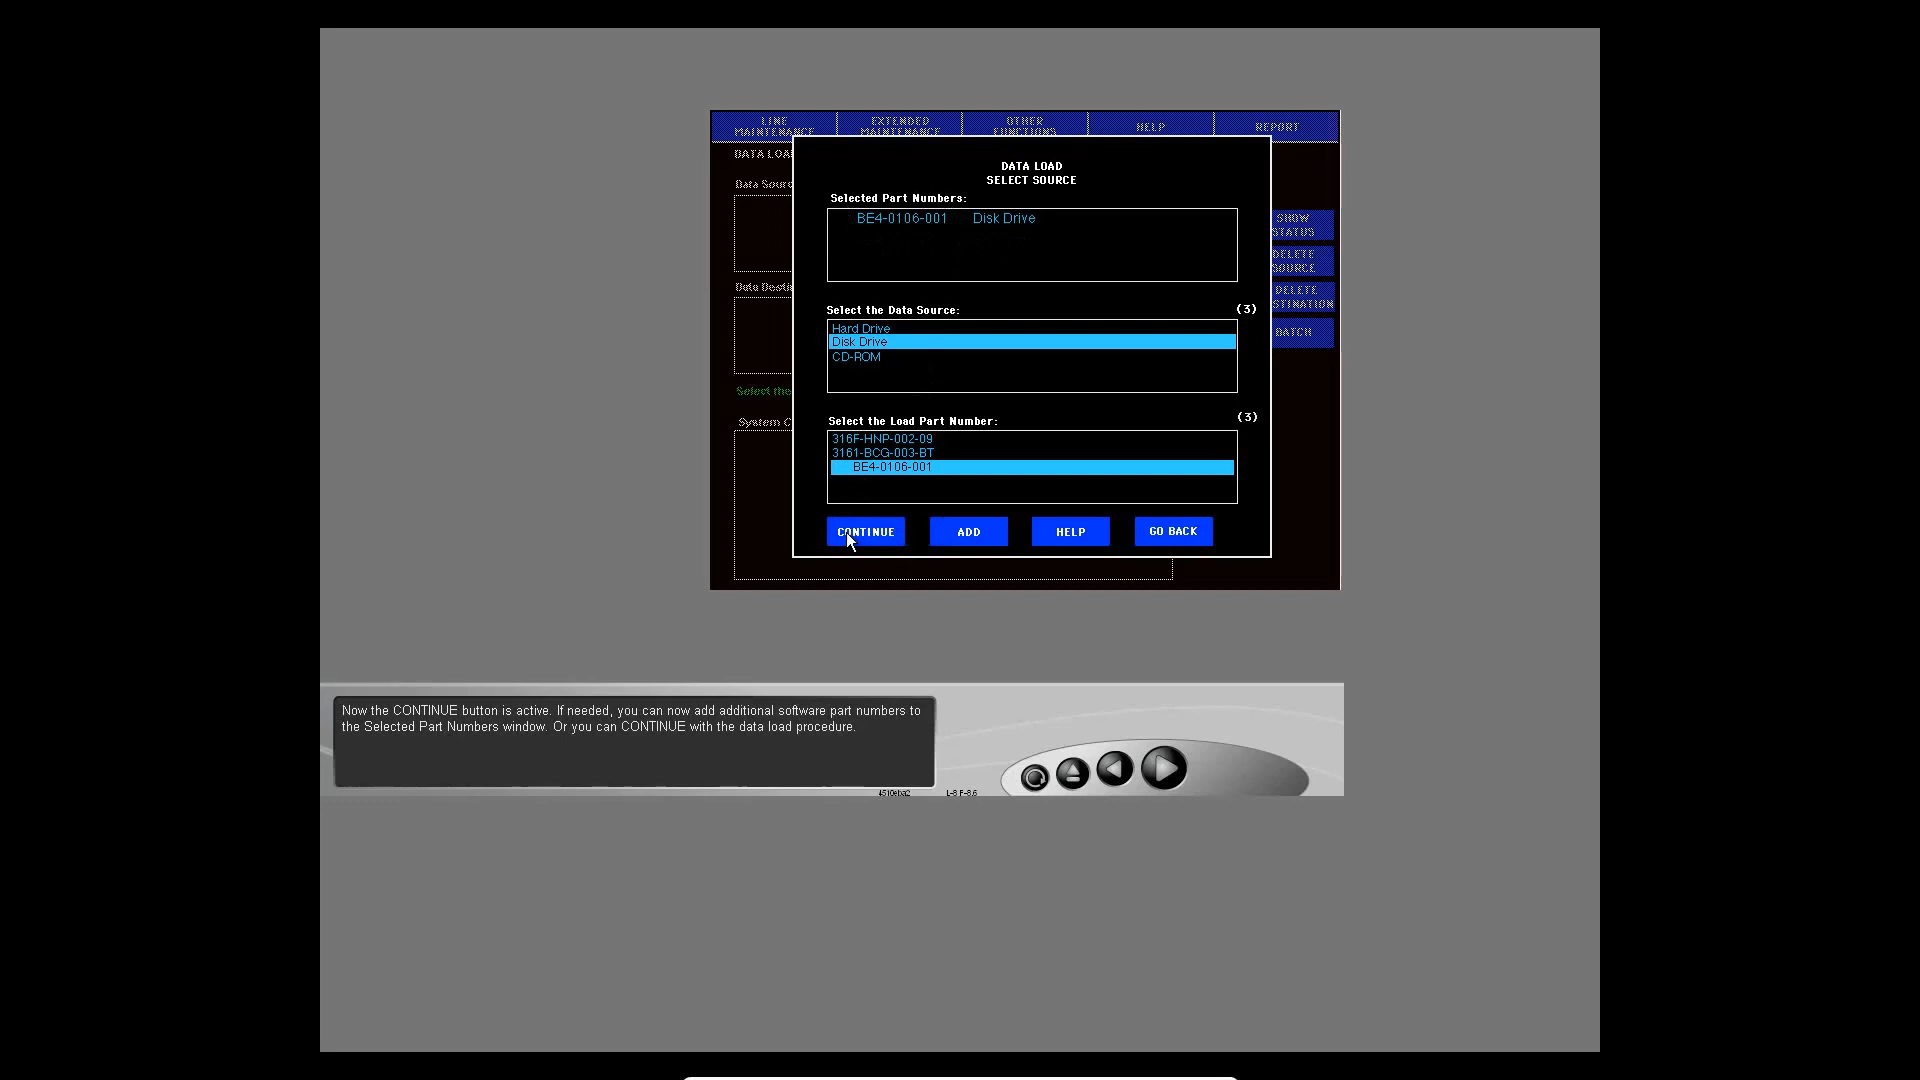 LINE
MAINTENANCE
EXTENDED
MAINTENANCE
OTHER
FUNCTIONS
HELP
REPORT
DATA LOA
Data Sourc
Data Destin
Select the
System C
SHOW
STATUS
DELETE
SOURCE
DELETE
STINATION
BATCH
DATA LOAD
SELECT SOURCE
Selected Part Numbers:
BE4-0106-001 Disk Drive
Select the Data Source: (3)
Hard Drive
Disk Drive
CD-ROM
Select the Load Part Number: (3)
316F-HNP-002-09
3161-BCG-003-BT
BE4-0106-001
CONTINUE
ADD
HELP
GO BACK
Now the CONTINUE button is active. If needed, you can now add additional software part numbers to
the Selected Part Numbers window. Or you can CONTINUE with the data load procedure.
4510eba2 L-8 F-8.6